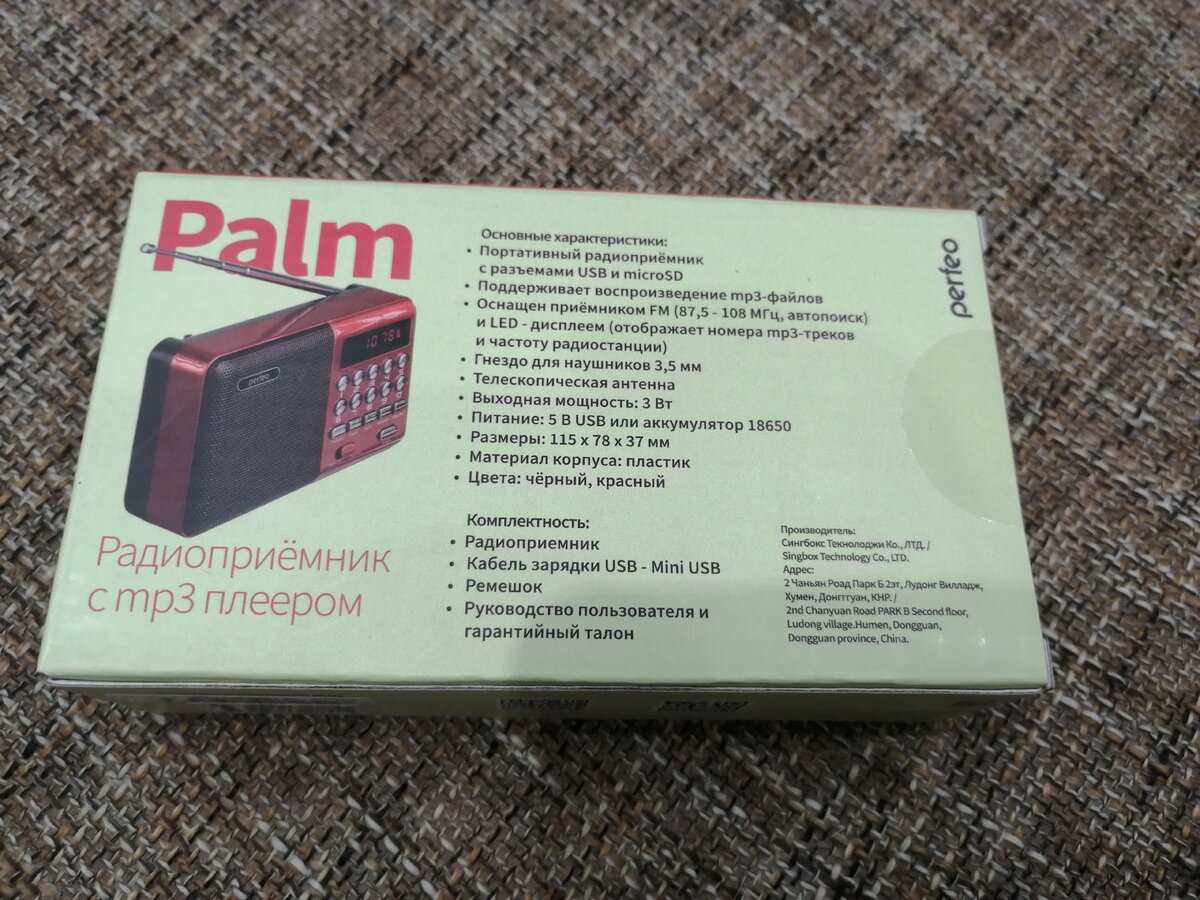 Palm
perfeo
107.6
Радиоприёмник
с mp3 плеером
Основные характеристики:
• Портативный радиоприёмник
с разъемами USB и microSD
• Поддерживает воспроизведение mp3-файлов
• Оснащен приёмником FM (87,5 - 108 МГц, автопоиск)
и LED - дисплеем (отображает номера mp3-треков
и частоту радиостанции)
• Гнездо для наушников 3,5 мм
• Телескопическая антенна
• Выходная мощность: 3 Вт
• Питание: 5 В USB или аккумулятор 18650
• Размеры: 115 х 78 х 37 мм
• Материал корпуса: пластик
• Цвета: чёрный, красный
Комплектность:
• Радиоприемник
• Кабель зарядки USB - Mini USB
• Ремешок
• Руководство пользователя и
гарантийный талон
perfeo
Производитель:
Сингбокс Текнолоджи Ко., ЛТД. /
Singbox Technology Co., LTD.
Адрес:
2 Чаньян Роад Парк Б 2эт, Лудонг Вилладж,
Хумен, Донггуан, КНР. /
2nd Chanyuan Road PARK B Second floor,
Ludong village.Humen, Dongguan,
Dongguan province, China.